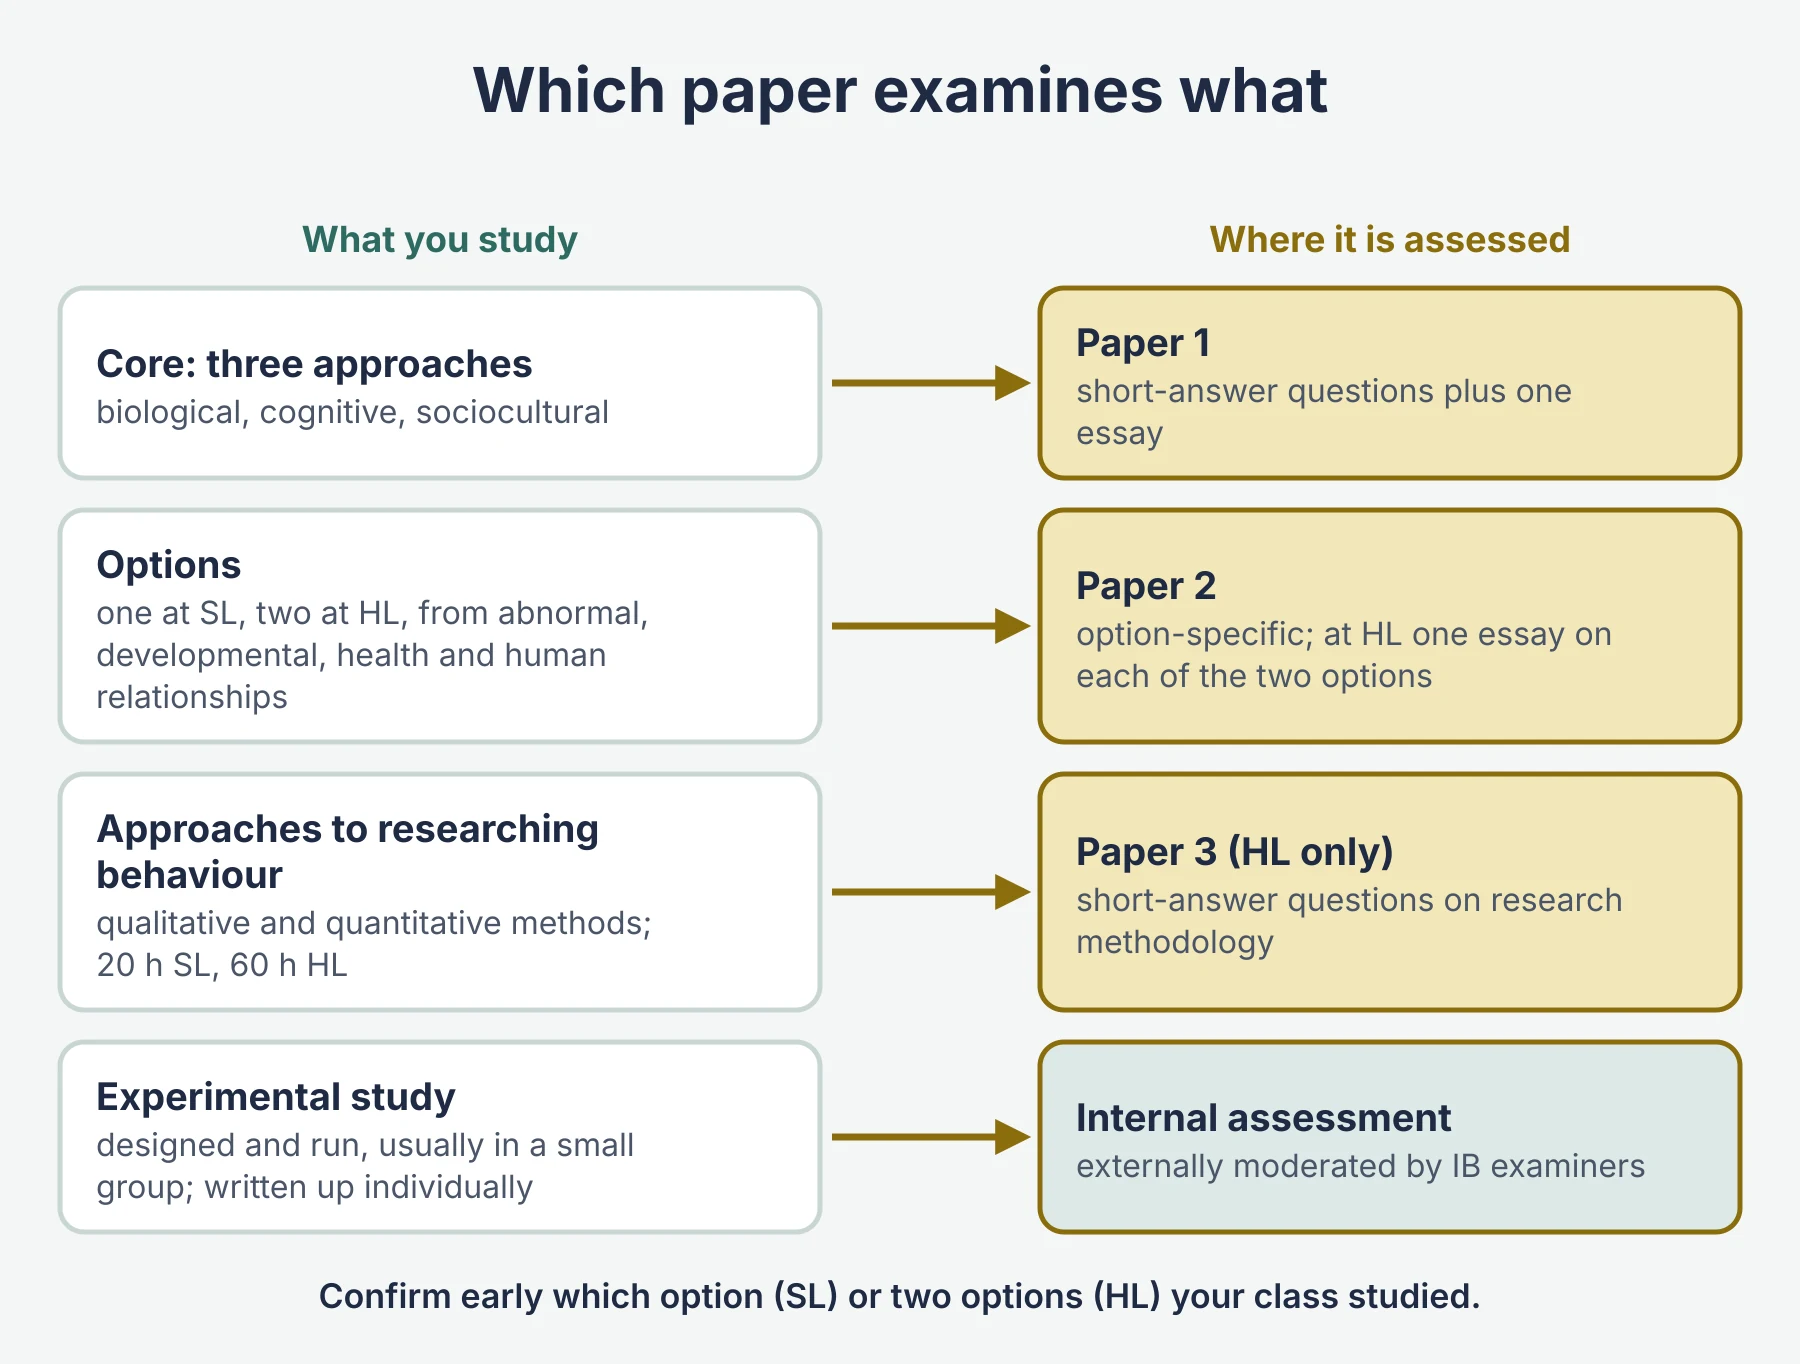 Which paper examines what
What you study
Where it is assessed
Core: three approaches
biological, cognitive, sociocultural
Paper 1
short-answer questions plus one
essay
Options
one at SL, two at HL, from abnormal,
developmental, health and human
relationships
Paper 2
option-specific; at HL one essay on
each of the two options
Approaches to researching
behaviour
qualitative and quantitative methods;
20 h SL, 60 h HL
Paper 3 (HL only)
short-answer questions on research
methodology
Experimental study
designed and run, usually in a small
group; written up individually
Internal assessment
externally moderated by IB examiners
Confirm early which option (SL) or two options (HL) your class studied.